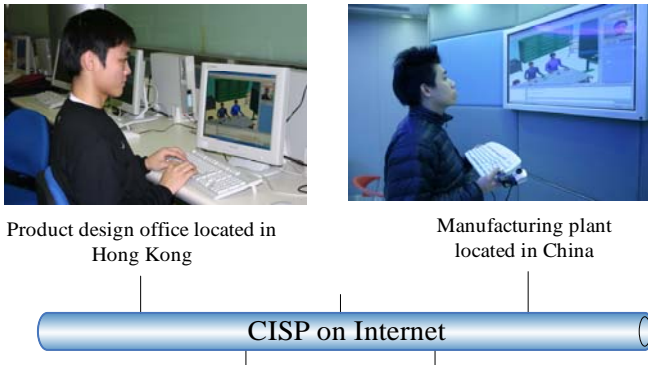 Product design office located in
Hong Kong
Manufacturing plant
located in China
CISP on Internet